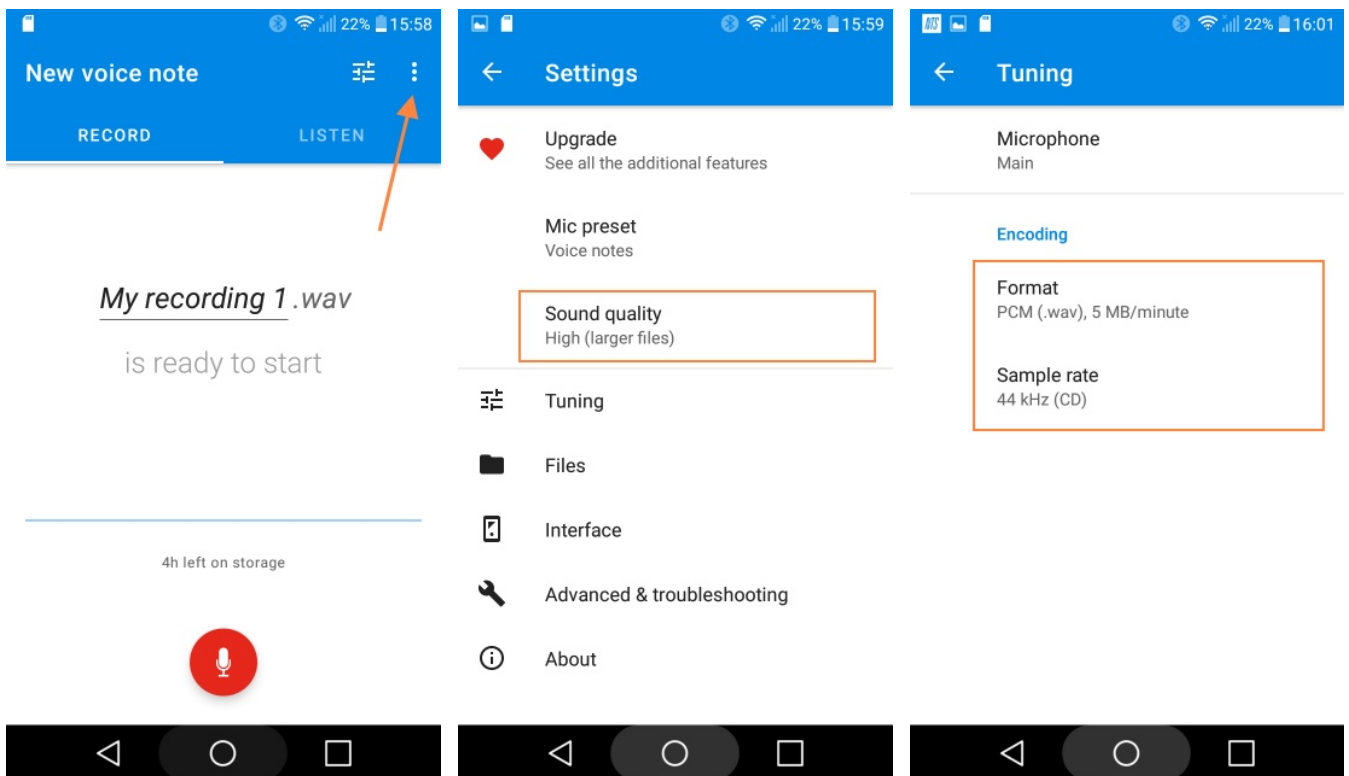 22% 15:58
New voice note
RECORD LISTEN
My recording 1 .wav
is ready to start
4h left on storage
22% 15:59
Settings
Upgrade
See all the additional features
Mic preset
Voice notes
Sound quality
High (larger files)
Tuning
Files
Interface
Advanced & troubleshooting
About
NTS 22% 16:01
Tuning
Microphone
Main
Encoding
Format
PCM (.wav), 5 MB/minute
Sample rate
44 kHz (CD)